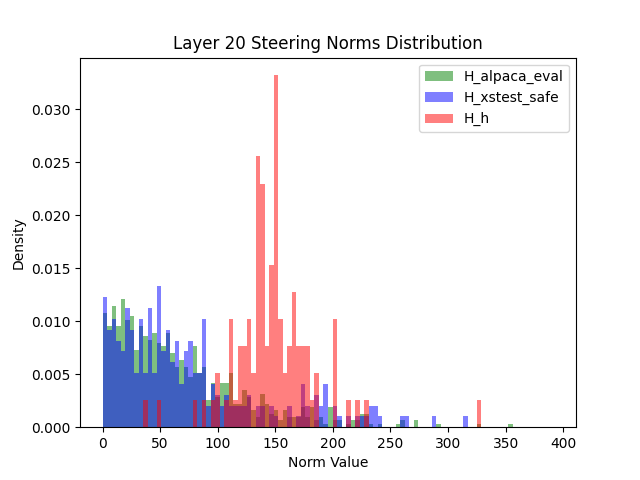 Layer 20 Steering Norms Distribution
H_alpaca_eval
H_xstest_safe
H_h
Density
0.030
0.025
0.020
0.015
0.010
0.005
0.000
0 50 100 150 200 250 300 350 400
Norm Value